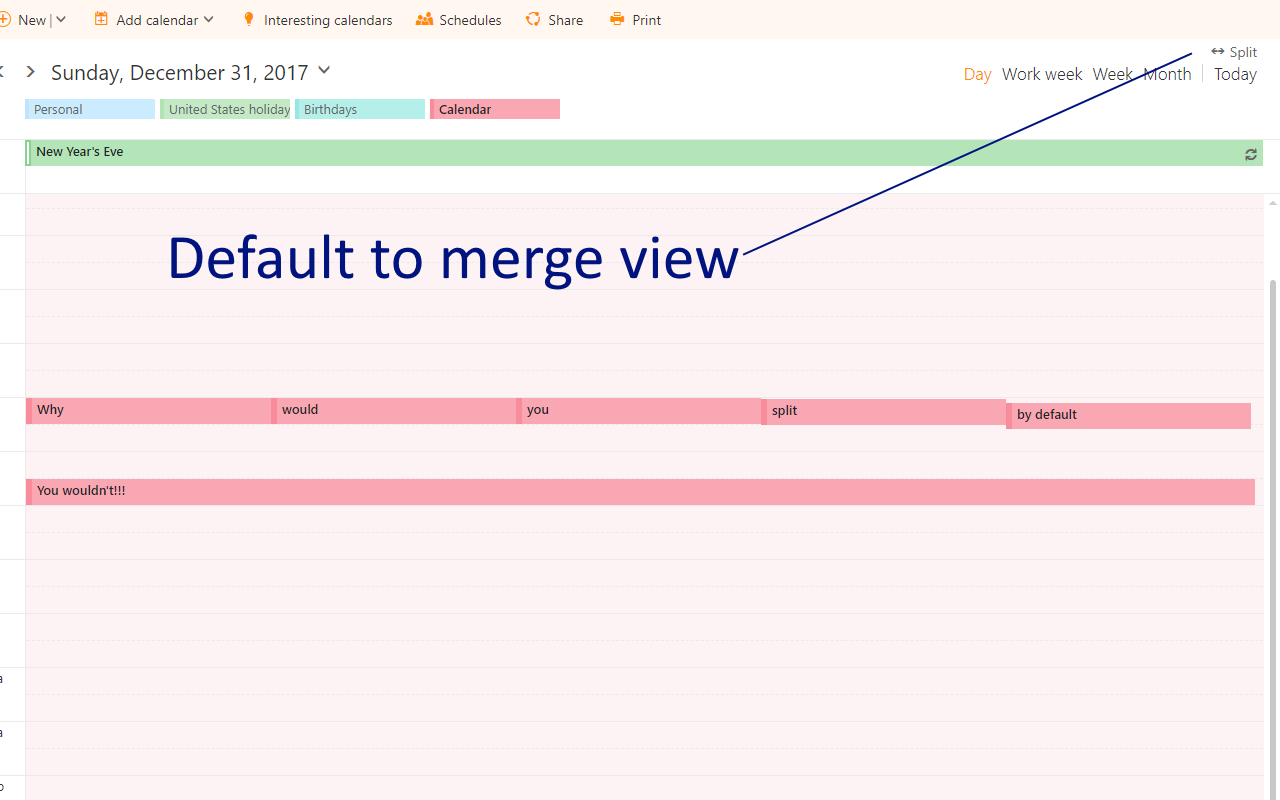 New Add calendar Interesting calendars Schedules Share Print
Split
Sunday, December 31, 2017
Day Work week Week Month Today
Personal United States holiday Birthdays Calendar
New Year's Eve
Default to merge view
Why would you split by default
You wouldn't!!!
a
a